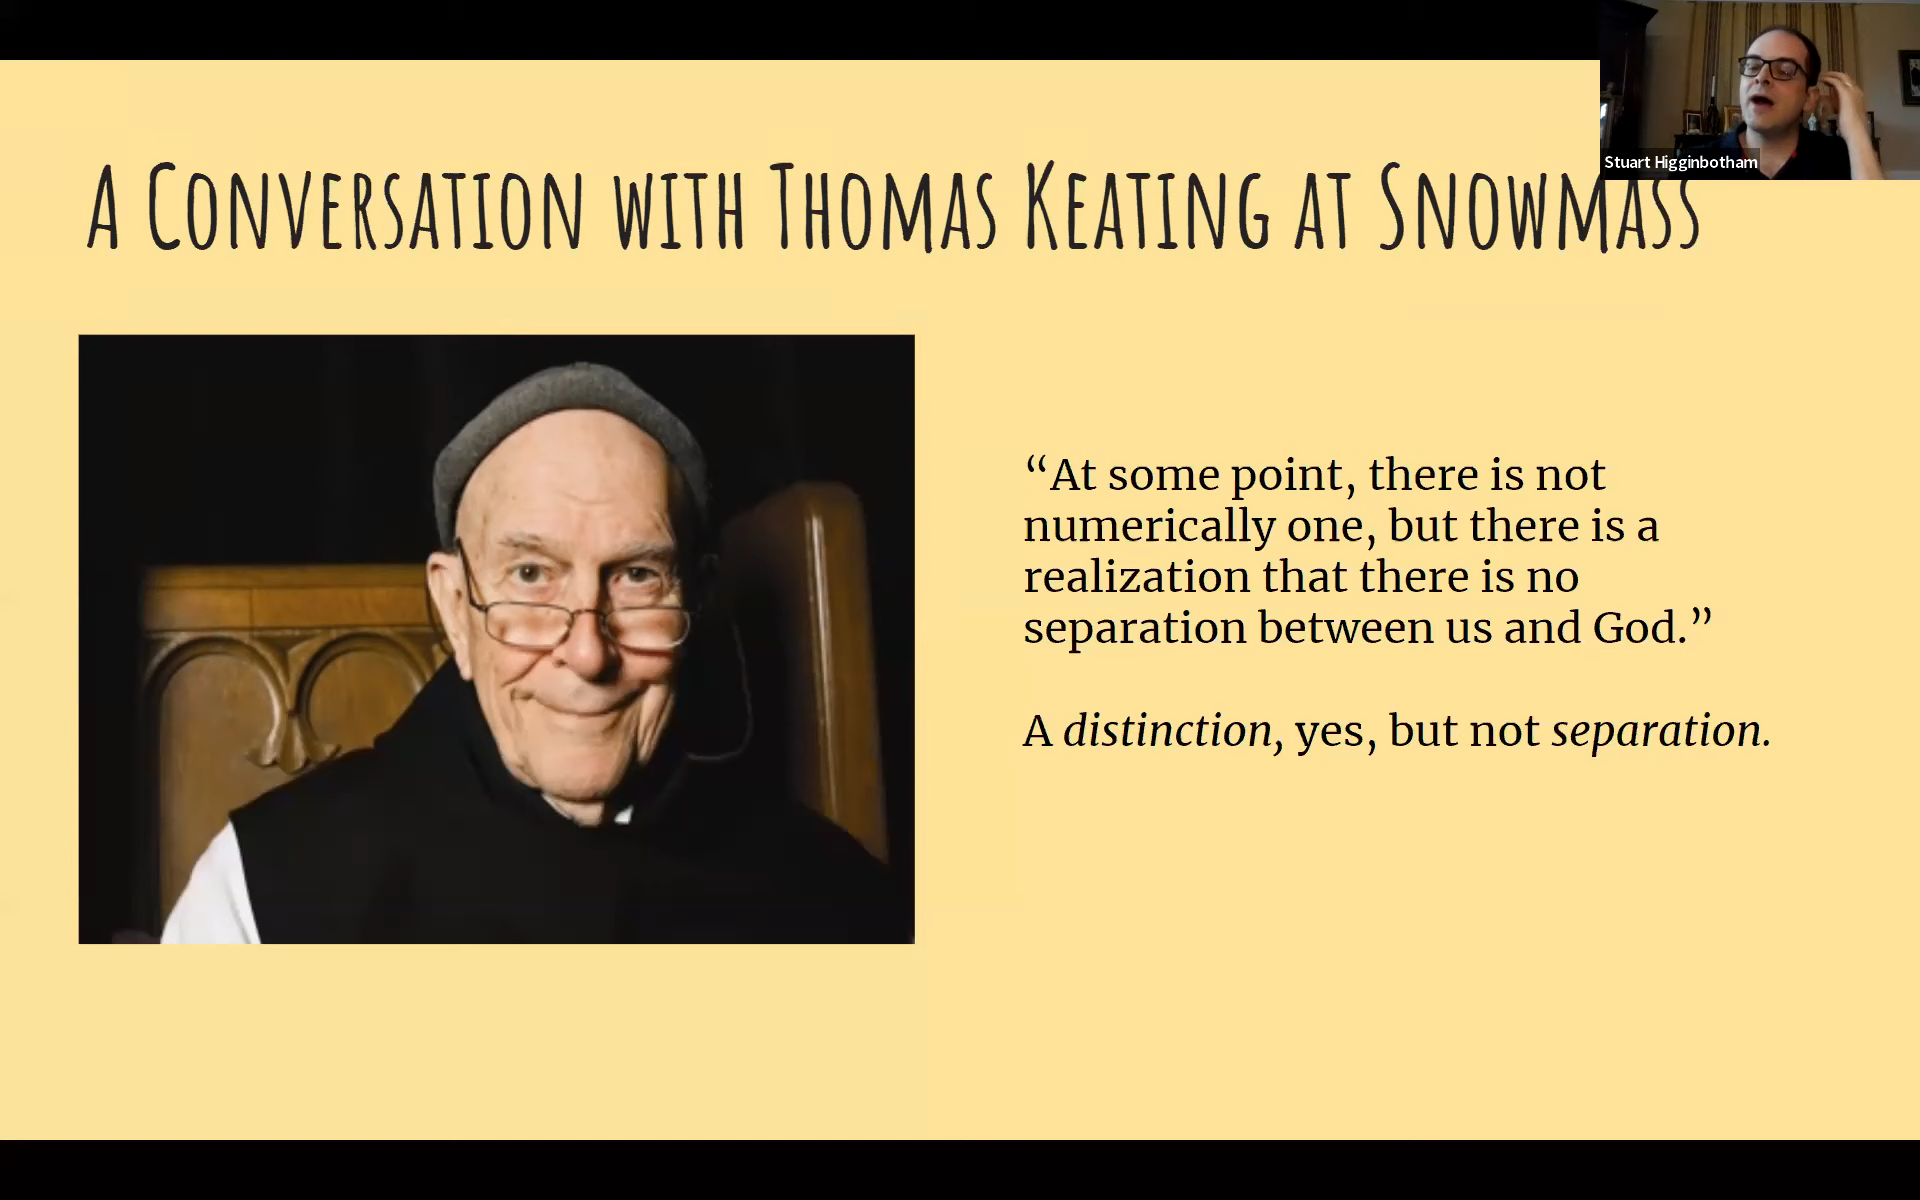 Stuart Higginbotham
A Conversation with Thomas Keating at Snowmass
“At some point, there is not
numerically one, but there is a
realization that there is no
separation between us and God.”
A distinction, yes, but not separation.